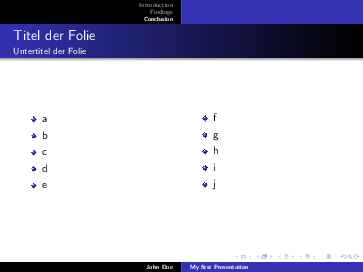 Introduction
Findings
Conclusion
Titel der Folie
Untertitel der Folie
a
b
c
d
e
f
g
h
i
j
John Doe
My first Presentation